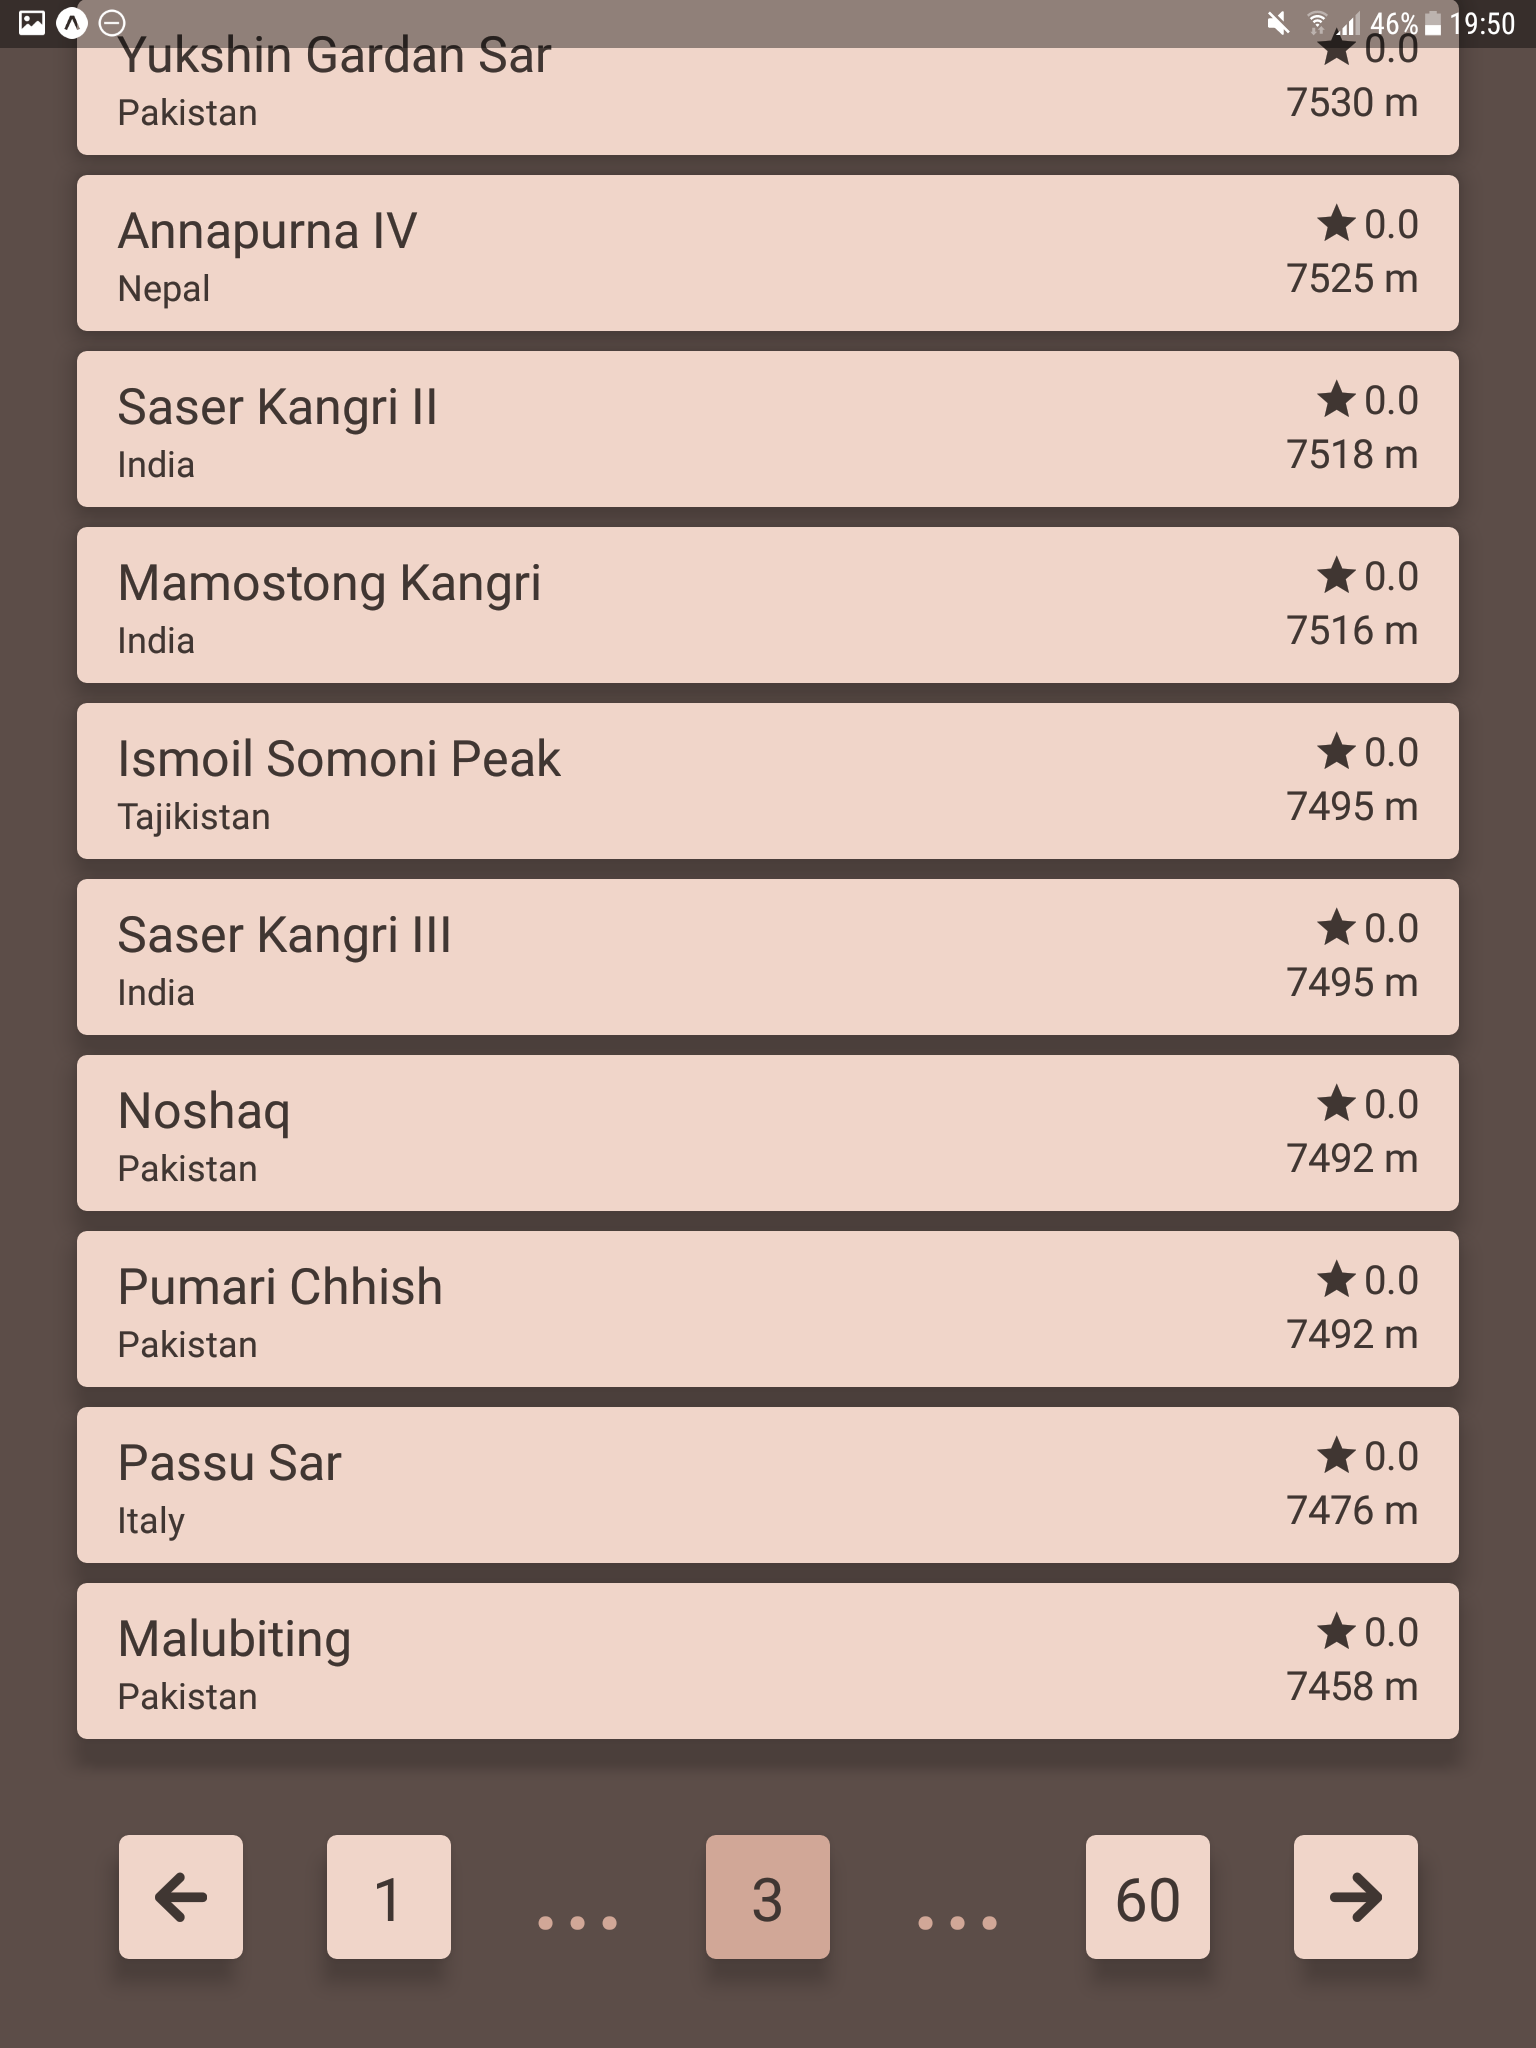 46% 19:50
Yukshin Gardan Sar
0.0
Pakistan
7530 m
Annapurna IV
0.0
Nepal
7525 m
Saser Kangri II
0.0
India
7518 m
Mamostong Kangri
0.0
India
7516 m
Ismoil Somoni Peak
0.0
Tajikistan
7495 m
Saser Kangri III
0.0
India
7495 m
Noshaq
0.0
Pakistan
7492 m
Pumari Chhish
0.0
Pakistan
7492 m
Passu Sar
0.0
Italy
7476 m
Malubiting
0.0
Pakistan
7458 m
1 ... 3 ... 60